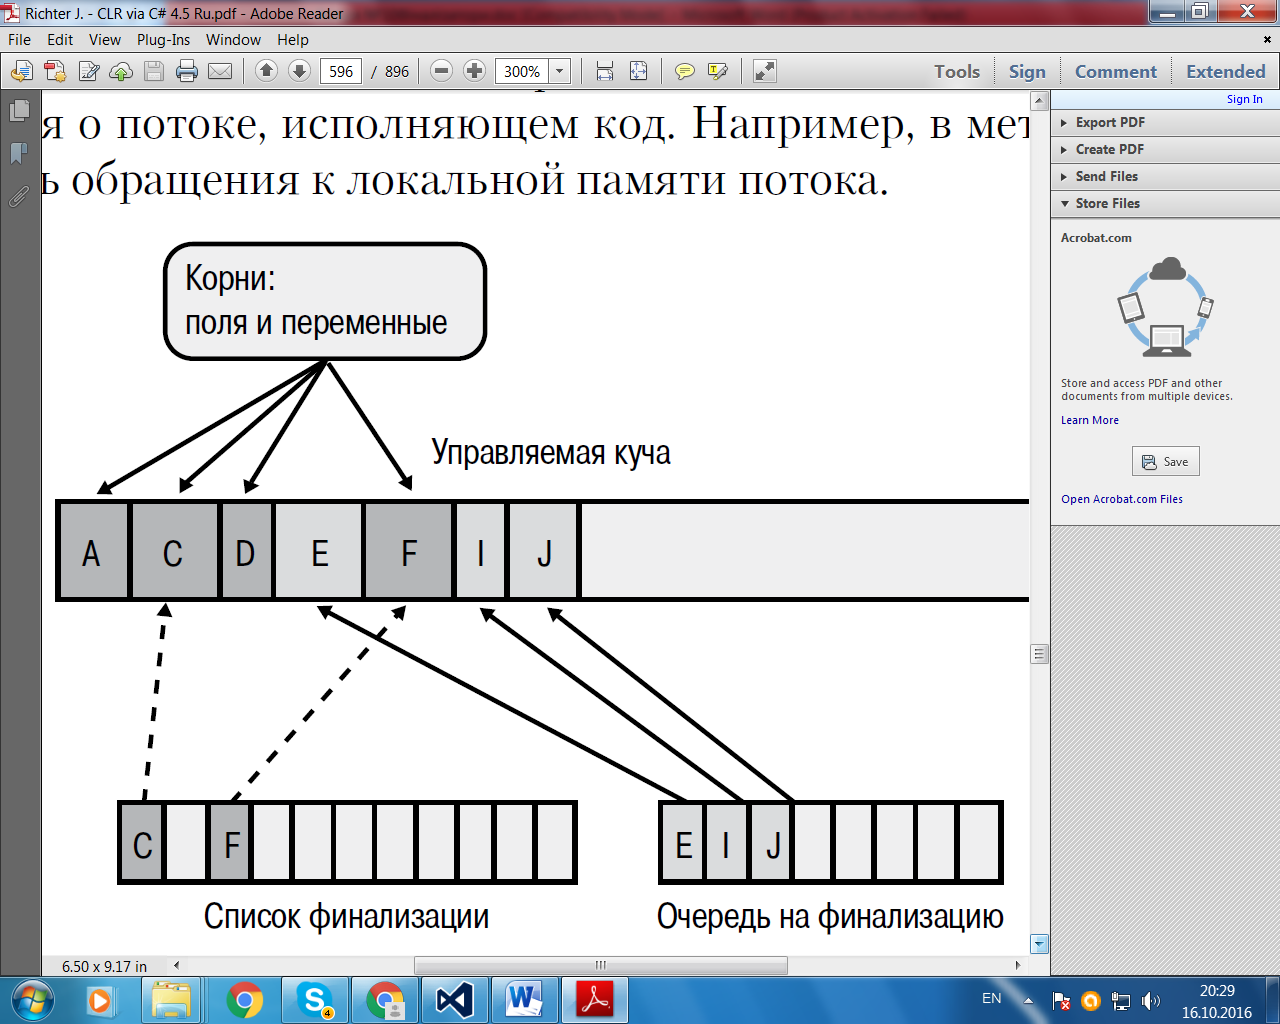 Richter J. - CLR via C# 4.5 Ru.pdf - Adobe Reader
File Edit View Plug-Ins Window Help
596 / 896 300% Tools Sign Comment Extended
Sign In
Export PDF
Create PDF
Send Files
Store Files
Acrobat.com
Store and access PDF and other
documents from multiple devices.
Learn More
Save
Open Acrobat.com Files
я о потоке, исполняющем код. Например, в мет
ь обращения к локальной памяти потока.
Корни:
поля и переменные
Управляемая куча
A C D E F I J
C F
E I J
Список финализации
Очередь на финализацию
6.50 x 9.17 in
4
EN
20:29
16.10.2016